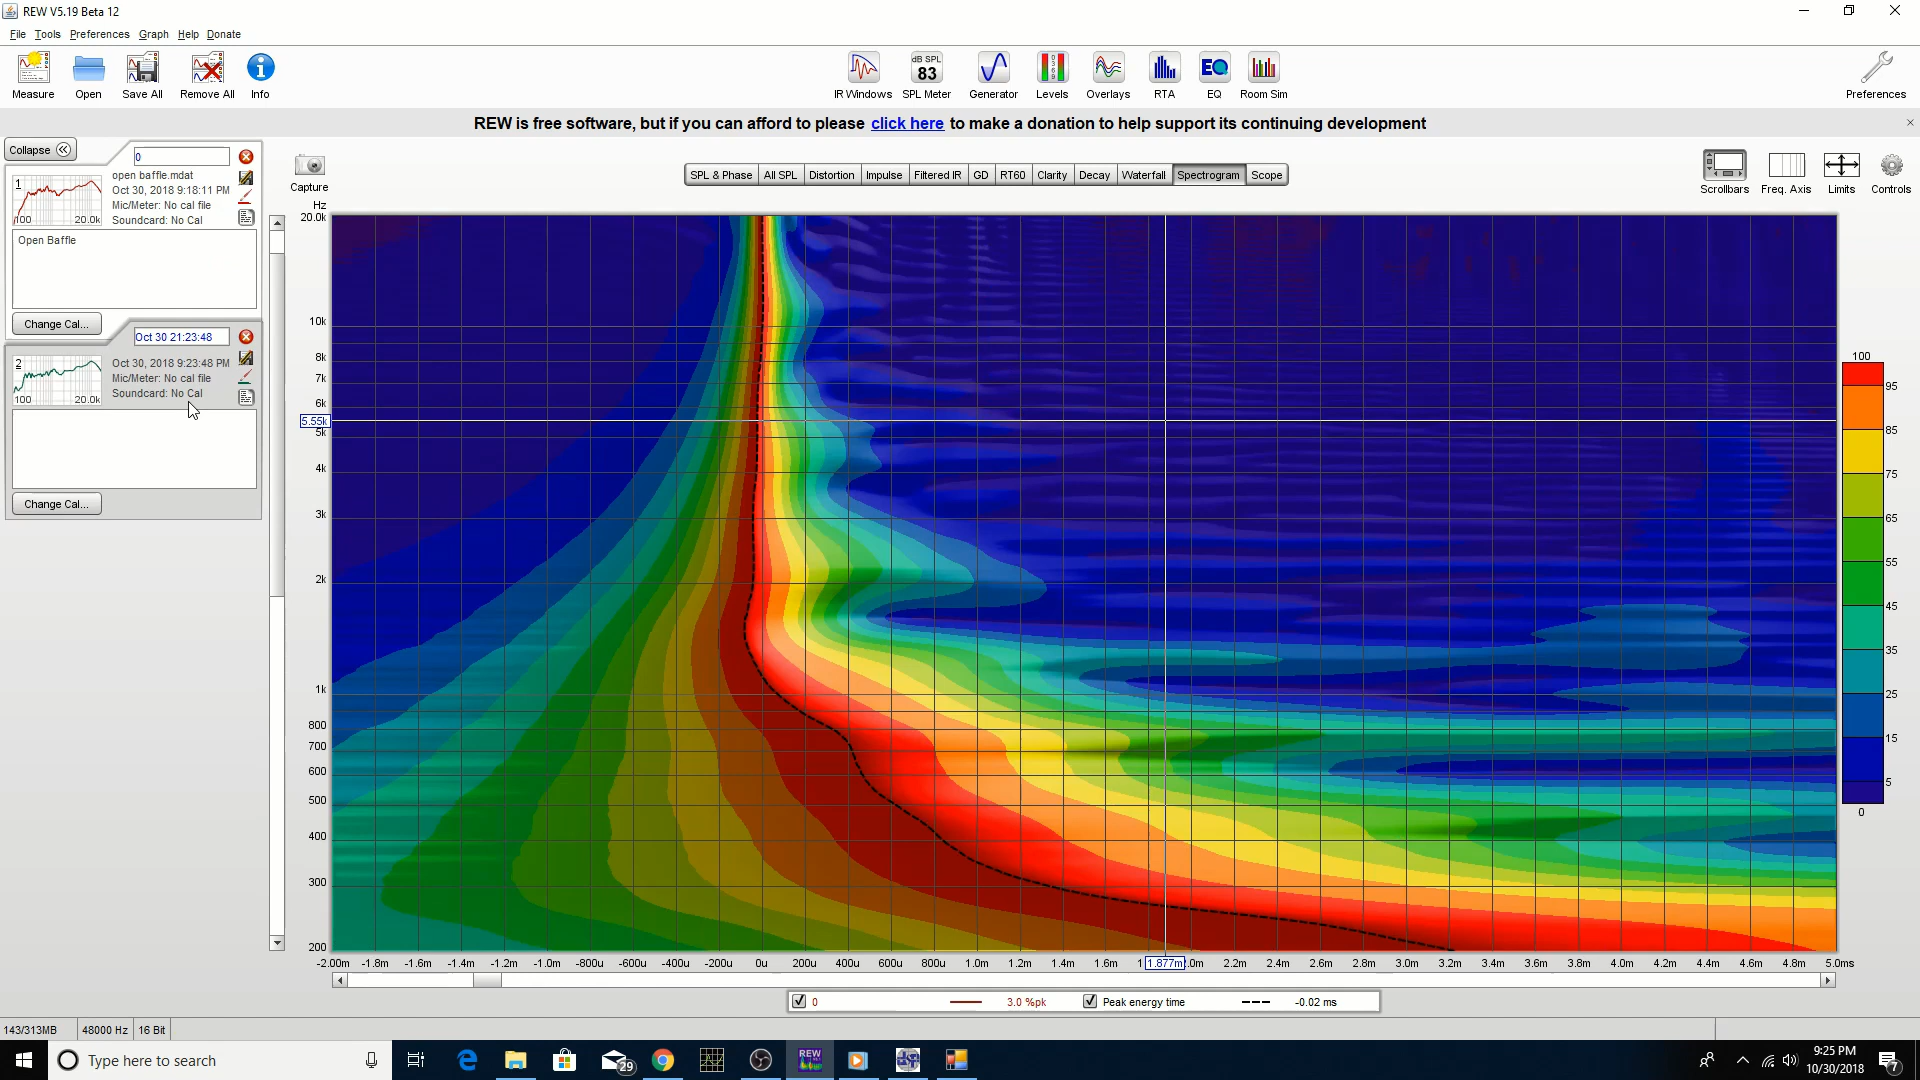 REW V5.19 Beta 12
File Tools Preferences Graph Help Donate
Measure Open Save All Remove All Info
dB SPL
83
EQ
IR Windows SPL Meter Generator Levels Overlays RTA EQ Room Sim Preferences
REW is free software, but if you can afford to please click here to make a donation to help support its continuing development
Collapse
0
1
open baffle.mdat
Oct 30, 2018 9:18:11 PM
Mic/Meter: No cal file
Soundcard: No Cal
100 20.0k
Open Baffle
Change Cal...
Oct 30 21:23:48
2
Oct 30, 2018 9:23:48 PM
Mic/Meter: No cal file
Soundcard: No Cal
100 20.0k
Change Cal...
Capture
SPL & Phase All SPL Distortion Impulse Filtered IR GD RT60 Clarity Decay Waterfall Spectrogram Scope
Scrollbars Freq. Axis Limits Controls
Hz
20.0k
10k
8k
7k
6k
5.55k
5k
4k
3k
2k
1k
800
700
600
500
400
300
200
-2.00m -1.8m -1.6m -1.4m -1.2m -1.0m -800u -600u -400u -200u 0u 200u 400u 600u 800u 1.0m 1.2m 1.4m 1.6m 1.877m 2.2m 2.4m 2.6m 2.8m 3.0m 3.2m 3.4m 3.6m 3.8m 4.0m 4.2m 4.4m 4.6m 4.8m 5.0ms
100
95
85
75
65
55
45
35
25
15
5
0
0 3.0 %pk Peak energy time -0.02 ms
143/313MB 48000 Hz 16 Bit
Type here to search
29
REW
9:25 PM
10/30/2018
7